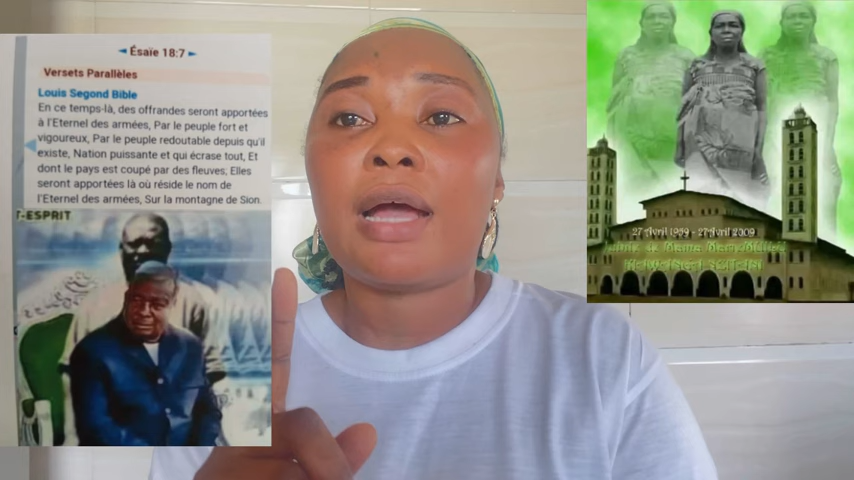 Ésaïe 18:7
Versets Parallèles
Louis Segond Bible
En ce temps-là, des offrandes seront apportées
à l'Eternel des armées, Par le peuple fort et
vigoureux, Par le peuple redoutable depuis qu'il
existe, Nation puissante et qui écrase tout, Et
dont le pays est coupé par des fleuves; Elles
seront apportées là où réside le nom de
l'Eternel des armées, Sur la montagne de Sion.
T-ESPRIT
27 Avril 1959 - 27 Avril 2009